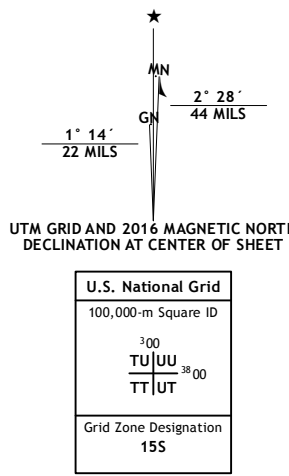 ★
MN
GN
2° 28´
44 MILS
1° 14´
22 MILS
UTM GRID AND 2016 MAGNETIC NORTH
DECLINATION AT CENTER OF SHEET
U.S. National Grid
100,000-m Square ID
300
TU UU
3800
TT UT
Grid Zone Designation
15S